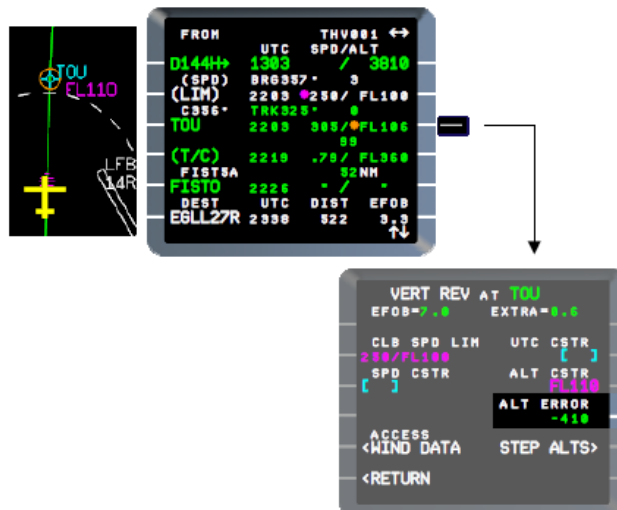 TOU
FL110
LFB
14R
FROM THV001 ↔
UTC SPD/ALT
D144H→ 1303 / 3810
(SPD) BRG357° 3
(LIM) 2203 250/ FL100
C356° TRK325° 0
TOU 2203 305/ FL106
99
(T/C) 2219 .79/ FL360
FIST5A 52NM
FISTO 2226 - / -
DEST UTC DIST EFOB
EGLL27R 2338 522 3.3
↑↓
VERT REV AT TOU
EFOB=7.0 EXTRA=0.6
CLB SPD LIM UTC CSTR
250/FL100 [ ]
SPD CSTR ALT CSTR
[ ] FL110
ALT ERROR
-410
ACCESS
<WIND DATA STEP ALTS>
<RETURN